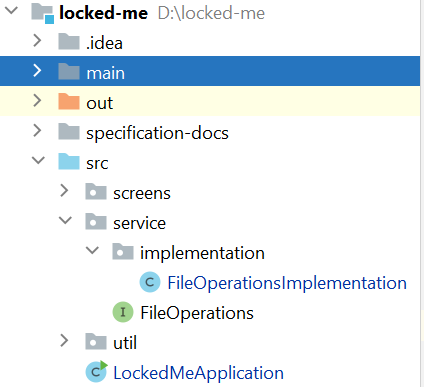 locked-me D:\locked-me
.idea
main
out
specification-docs
src
screens
service
implementation
C FileOperationsImplementation
I FileOperations
util
C LockedMeApplication